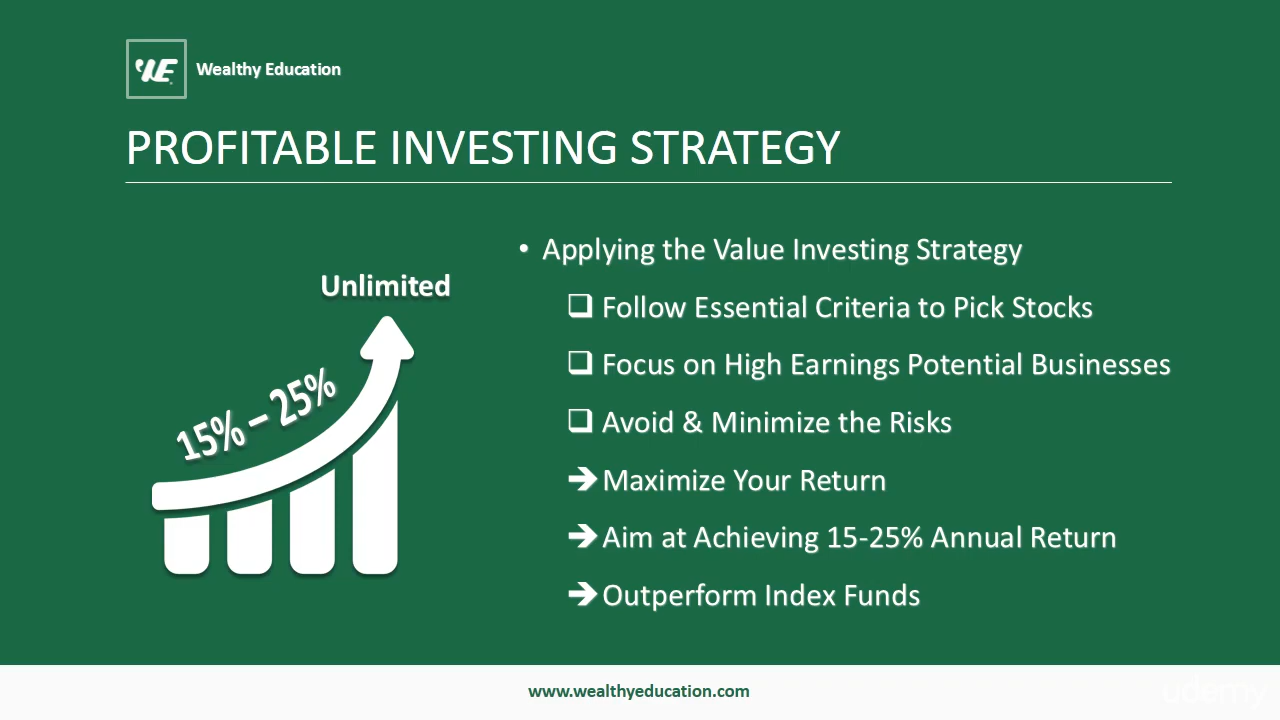 Wealthy Education
PROFITABLE INVESTING STRATEGY
Unlimited
15% – 25%
• Applying the Value Investing Strategy
❑ Follow Essential Criteria to Pick Stocks
❑ Focus on High Earnings Potential Businesses
❑ Avoid & Minimize the Risks
➔ Maximize Your Return
➔ Aim at Achieving 15-25% Annual Return
➔ Outperform Index Funds
www.wealthyeducation.com
udemy